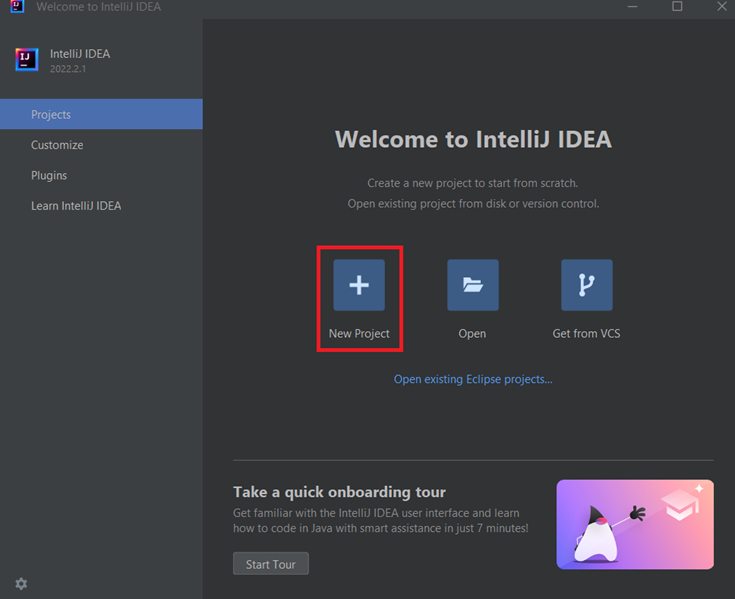 Welcome to IntelliJ IDEA
IJ
IntelliJ IDEA
2022.2.1
Projects
Customize
Plugins
Learn IntelliJ IDEA
Welcome to IntelliJ IDEA
Create a new project to start from scratch.
Open existing project from disk or version control.
New Project
Open
Get from VCS
Open existing Eclipse projects...
Take a quick onboarding tour
Get familiar with the IntelliJ IDEA user interface and learn
how to code in Java with smart assistance in just 7 minutes!
Start Tour